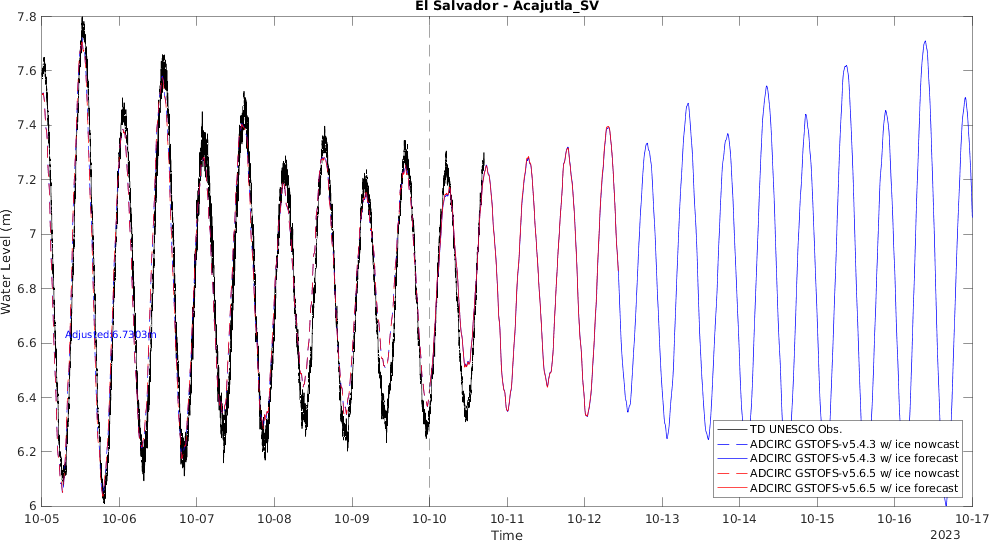 El Salvador - Acajutla_SV
Water Level (m)
7.8
7.6
7.4
7.2
7
6.8
6.6
6.4
6.2
6
Adjusted:6.7303m
TD UNESCO Obs.
ADCIRC GSTOFS-v5.4.3 w/ ice nowcast
ADCIRC GSTOFS-v5.4.3 w/ ice forecast
ADCIRC GSTOFS-v5.6.5 w/ ice nowcast
ADCIRC GSTOFS-v5.6.5 w/ ice forecast
10-05 10-06 10-07 10-08 10-09 10-10 10-11 10-12 10-13 10-14 10-15 10-16 10-17
Time
2023